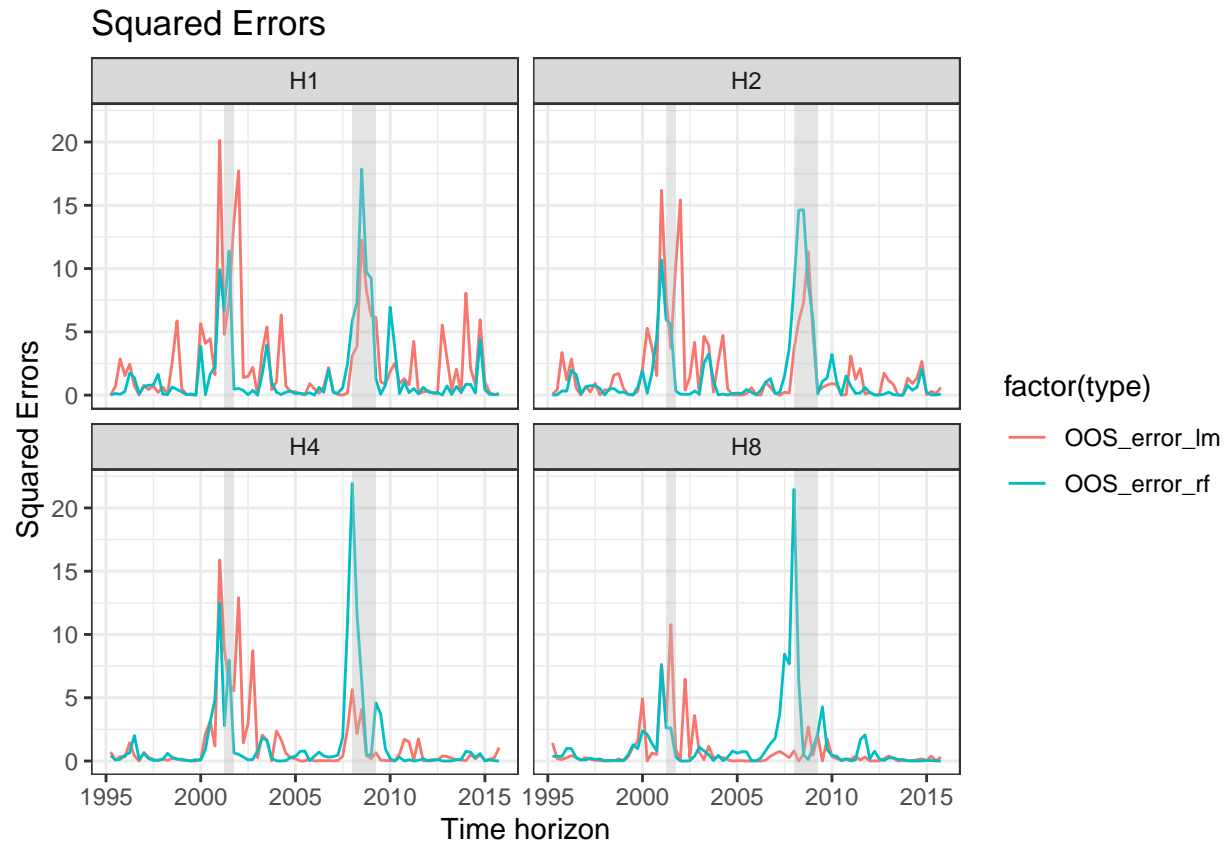 Squared Errors
H1
H2
20
15
10
5
0
H4
H8
20
15
10
5
0
1995 2000 2005 2010 2015 1995 2000 2005 2010 2015
Time horizon
Squared Errors
factor(type)
OOS_error_lm
OOS_error_rf